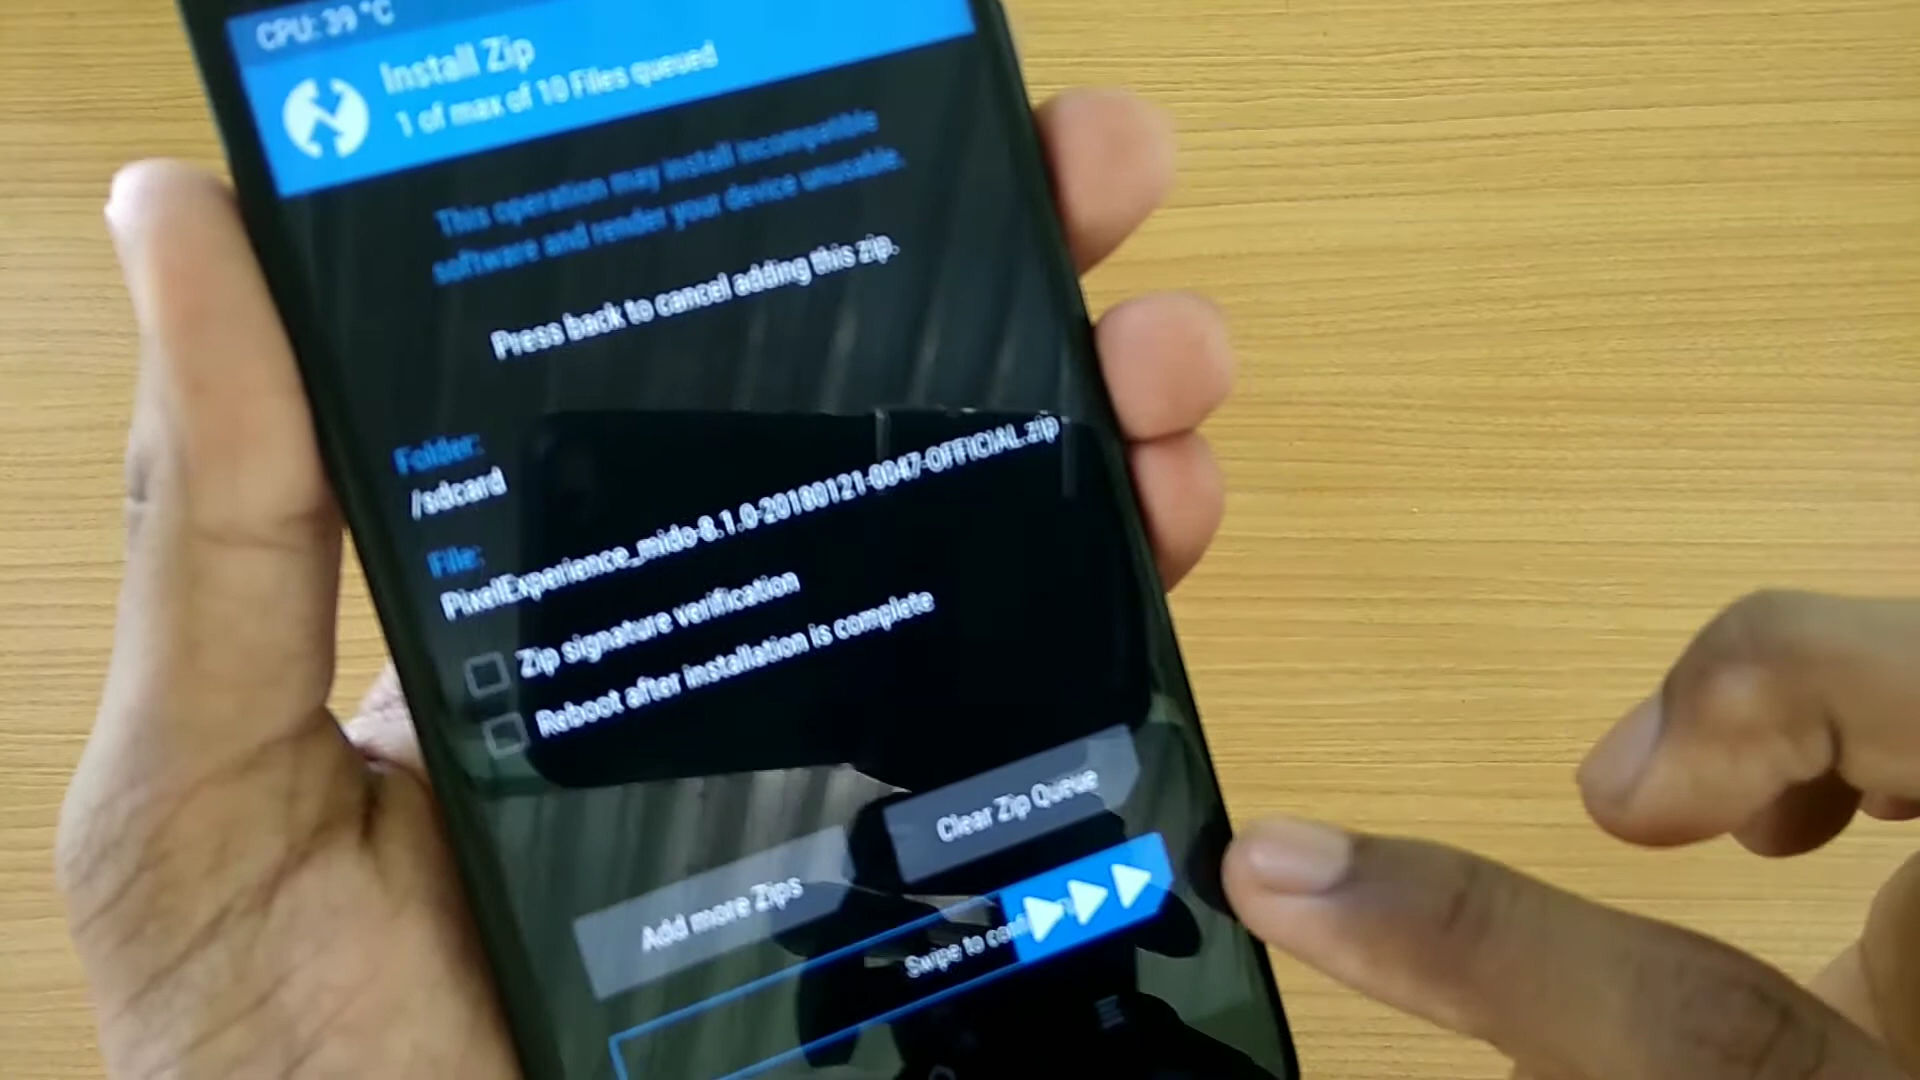 CPU: 39 °C
Install Zip
1 of max of 10 Files queued
This operation may install incompatible
software and render your device unusable.
Press back to cancel adding this zip.
Folder:
/sdcard
File:
PixelExperience_mido-8.1.0-20180121-0047-OFFICIAL.zip
Zip signature verification
Reboot after installation is complete
Clear Zip Queue
Add more Zips
Swipe to